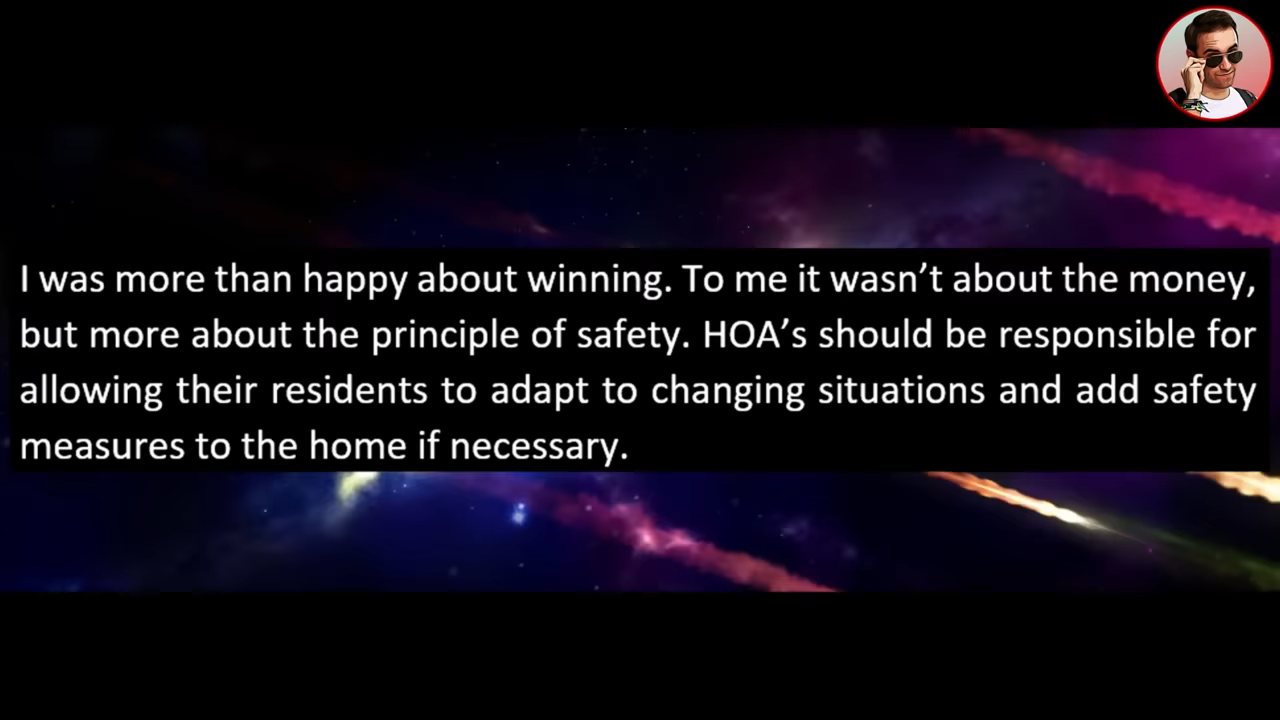 I was more than happy about winning. To me it wasn’t about the money,
but more about the principle of safety. HOA’s should be responsible for
allowing their residents to adapt to changing situations and add safety
measures to the home if necessary.